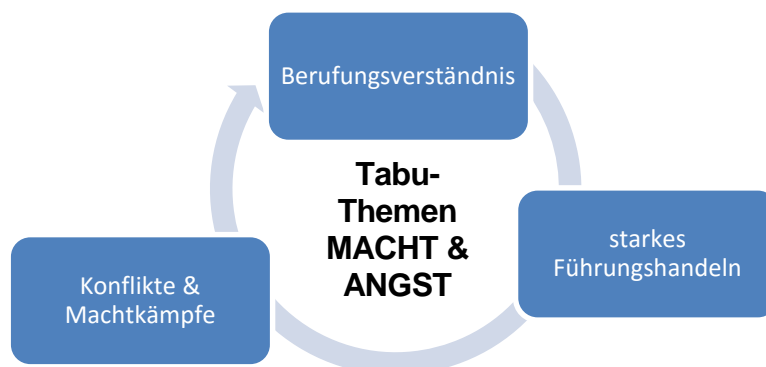 Berufungsverständnis
Tabu-
Themen
MACHT &
ANGST
starkes
Führungshandeln
Konflikte &
Machtkämpfe